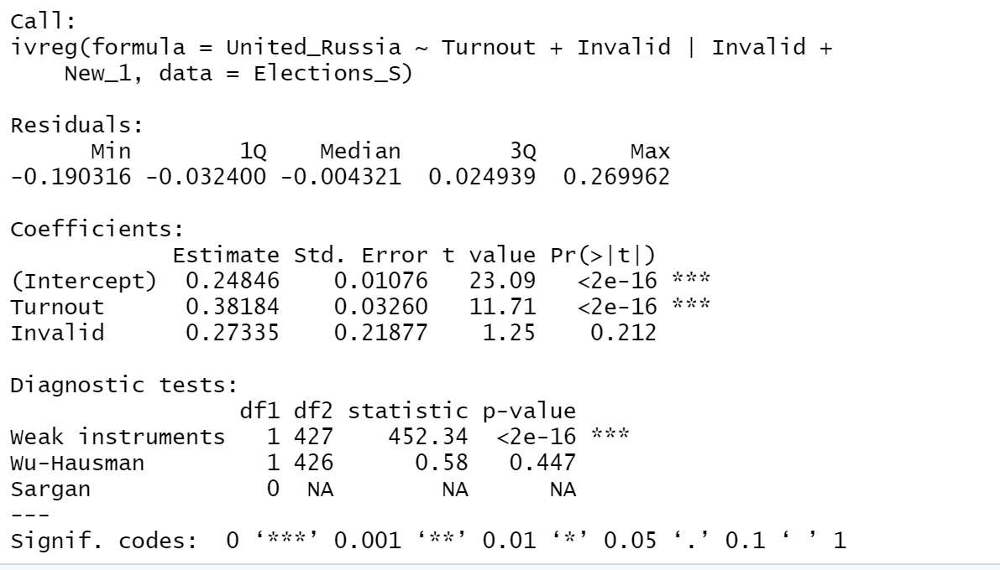 Call:
ivreg(formula = United_Russia ~ Turnout + Invalid | Invalid +
    New_1, data = Elections_S)

Residuals:
      Min        1Q    Median        3Q       Max
-0.190316 -0.032400 -0.004321  0.024939  0.269962

Coefficients:
            Estimate Std. Error t value Pr(>|t|)
(Intercept)  0.24846    0.01076   23.09   <2e-16 ***
Turnout      0.38184    0.03260   11.71   <2e-16 ***
Invalid      0.27335    0.21877    1.25    0.212

Diagnostic tests:
                 df1 df2 statistic p-value
Weak instruments   1 427    452.34  <2e-16 ***
Wu-Hausman         1 426      0.58   0.447
Sargan             0  NA        NA      NA
---
Signif. codes:  0 ‘***’ 0.001 ‘**’ 0.01 ‘*’ 0.05 ‘.’ 0.1 ‘ ’ 1